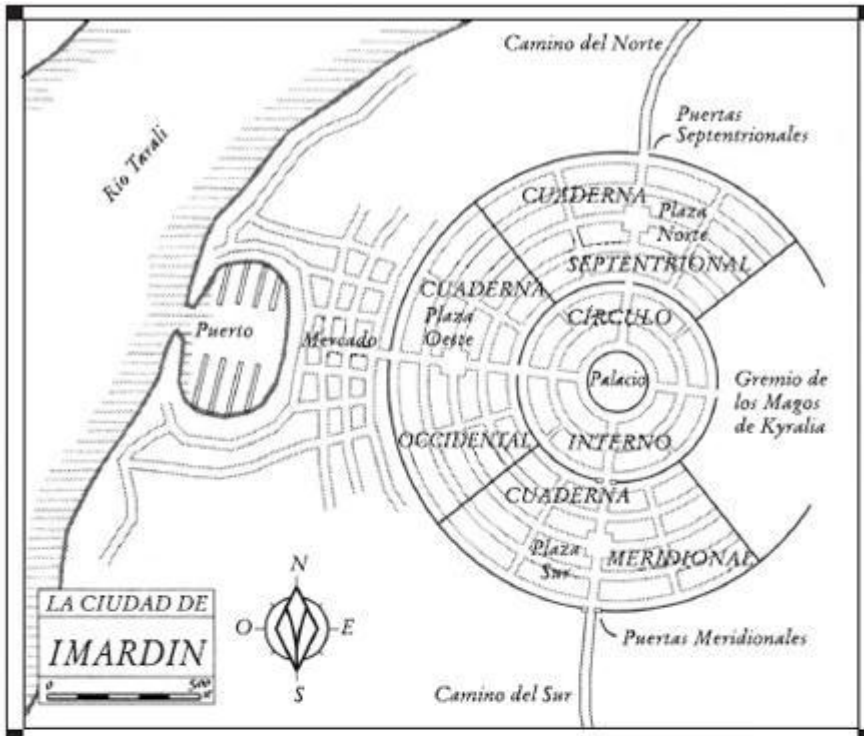 Camino del Norte
Puertas
Septentrionales
Río Tarali
CUADERNA
Plaza
Norte
SEPTENTRIONAL
CUADERNA
Plaza
Oeste
CÍRCULO
Puerto
Mercado
Palacio
Gremio de
los Magos
de Kyralia
OCCIDENTAL
INTERNO
CUADERNA
Plaza
Sur
MERIDIONAL
N
O
E
S
Puertas Meridionales
Camino del Sur
LA CIUDAD DE
IMARDIN
0 500